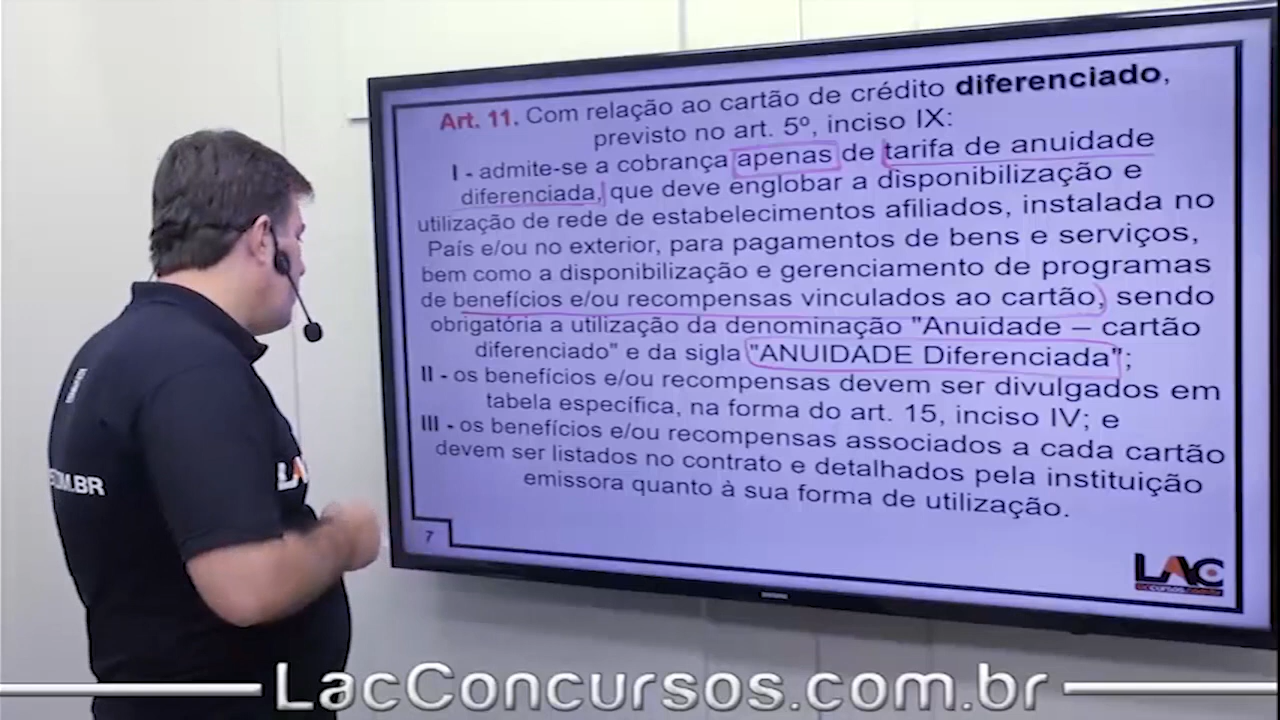 Art. 11. Com relação ao cartão de crédito diferenciado,
previsto no art. 5º, inciso IX:
I - admite-se a cobrança apenas de tarifa de anuidade
diferenciada, que deve englobar a disponibilização e
utilização de rede de estabelecimentos afiliados, instalada no
País e/ou no exterior, para pagamentos de bens e serviços,
bem como a disponibilização e gerenciamento de programas
de benefícios e/ou recompensas vinculados ao cartão, sendo
obrigatória a utilização da denominação "Anuidade – cartão
diferenciado" e da sigla "ANUIDADE Diferenciada";
II - os benefícios e/ou recompensas devem ser divulgados em
tabela específica, na forma do art. 15, inciso IV; e
III - os benefícios e/ou recompensas associados a cada cartão
devem ser listados no contrato e detalhados pela instituição
emissora quanto à sua forma de utilização.
7
LAC
LA
OM.BR
LacConcursos.com.br